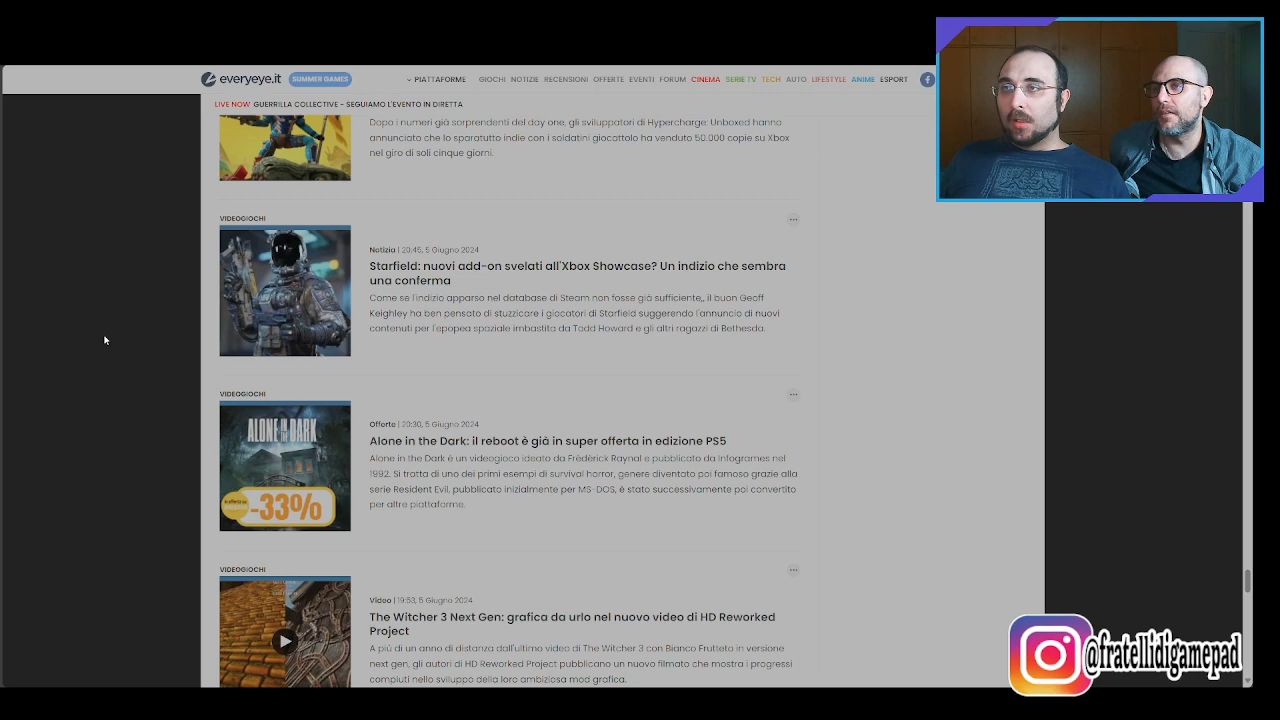 everyeye.it SUMMER GAMES PIATTAFORME GIOCHI NOTIZIE RECENSIONI OFFERTE EVENTI FORUM CINEMA SERIE TV TECH AUTO LIFESTYLE ANIME ESPORT
LIVE NOW GUERRILLA COLLECTIVE - SEGUIAMO L'EVENTO IN DIRETTA
Dopo i numeri già sorprendenti del day one, gli sviluppatori di Hypercharge: Unboxed hanno
annunciato che lo sparatutto indie con i soldatini giocattolo ha venduto 50.000 copie su Xbox
nel giro di soli cinque giorni.
VIDEOGIOCHI
Notizia | 20:45, 5 Giugno 2024
Starfield: nuovi add-on svelati all'Xbox Showcase? Un indizio che sembra
una conferma
Come se l'indizio apparso nel database di Steam non fosse già sufficiente,, il buon Geoff
Keighley ha ben pensato di stuzzicare i giocatori di Starfield suggerendo l'annuncio di nuovi
contenuti per l'epopea spaziale imbastita da Todd Howard e gli altri ragazzi di Bethesda.
VIDEOGIOCHI
ALONE IN THE DARK
-33%
Offerte | 20:30, 5 Giugno 2024
Alone in the Dark: il reboot è già in super offerta in edizione PS5
Alone in the Dark è un videogioco ideato da Frédérick Raynal e pubblicato da Infogrames nel
1992. Si tratta di uno dei primi esempi di survival horror, genere diventato poi famoso grazie alla
serie Resident Evil, pubblicato inizialmente per MS-DOS, è stato successivamente poi convertito
per altre piattaforme.
VIDEOGIOCHI
Video | 19:53, 5 Giugno 2024
The Witcher 3 Next Gen: grafica da urlo nel nuovo video di HD Reworked
Project
A più di un anno di distanza dall'ultimo video di The Witcher 3 con Bianco Frutteto in versione
next gen, gli autori di HD Reworked Project pubblicano un nuovo filmato che mostra i progressi
compiuti nello sviluppo della loro ambiziosa mod grafica.
@fratellidigamepad